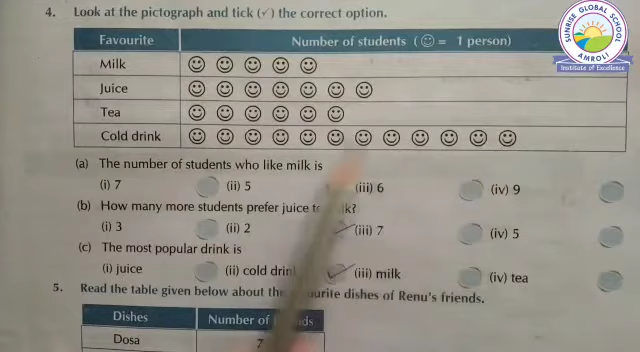 4. Look at the pictograph and tick (✓) the correct option.
Favourite Number of students (☺ = 1 person)
Milk
Juice
Tea
Cold drink
SUNRISE GLOBAL SCHOOL
AMROLI
Institute of Excellence
(a) The number of students who like milk is
(i) 7 (ii) 5 (iii) 6 (iv) 9
(b) How many more students prefer juice
(i) 3 (ii) 2 (iii) 7 (iv) 5
(c) The most popular drink is
(i) juice (ii) cold drink (iii) milk (iv) tea
5. Read the table given below about the dishes of Renu's friends.
Dishes Number of
Dosa 7